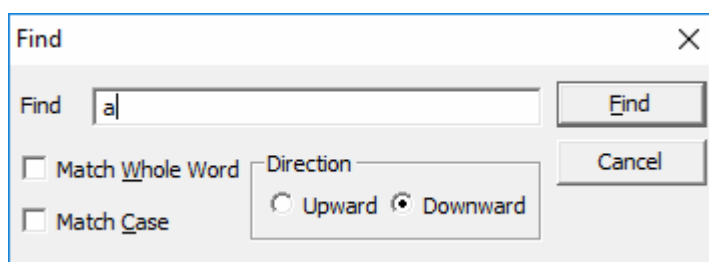 Find
Find a Find
Match Whole Word Direction Cancel
Upward Downward
Match Case